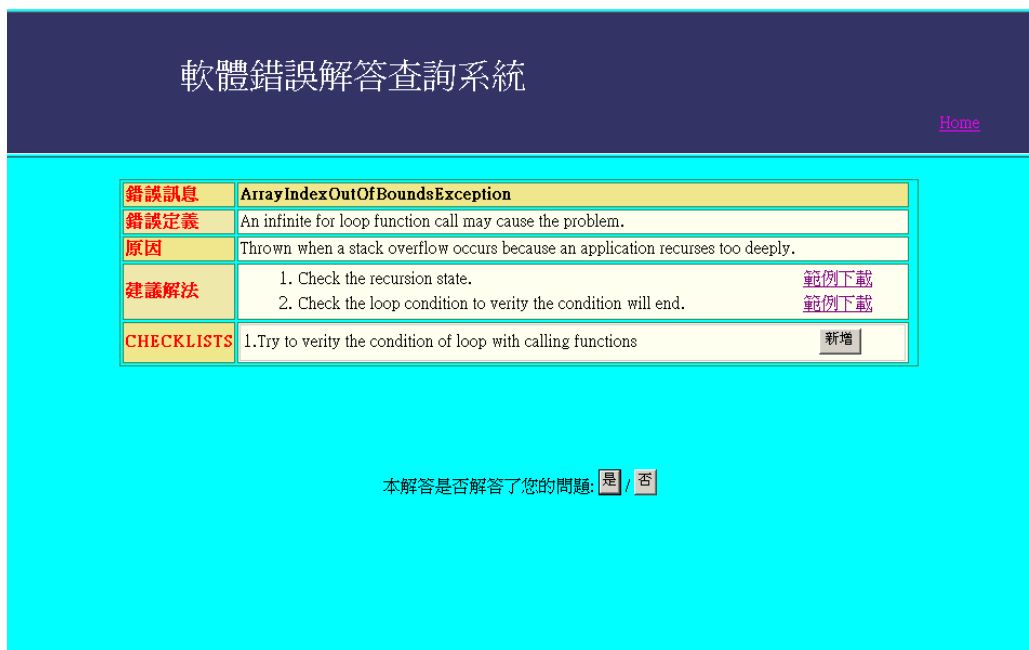 軟體錯誤解答查詢系統
Home
錯誤訊息 ArrayIndexOutOfBoundsException
錯誤定義 An infinite for loop function call may cause the problem.
原因 Thrown when a stack overflow occurs because an application recurses too deeply.
建議解法 1. Check the recursion state. 範例下載
2. Check the loop condition to verity the condition will end. 範例下載
CHECKLISTS 1.Try to verity the condition of loop with calling functions 新增
本解答是否解答了您的問題: 是 / 否